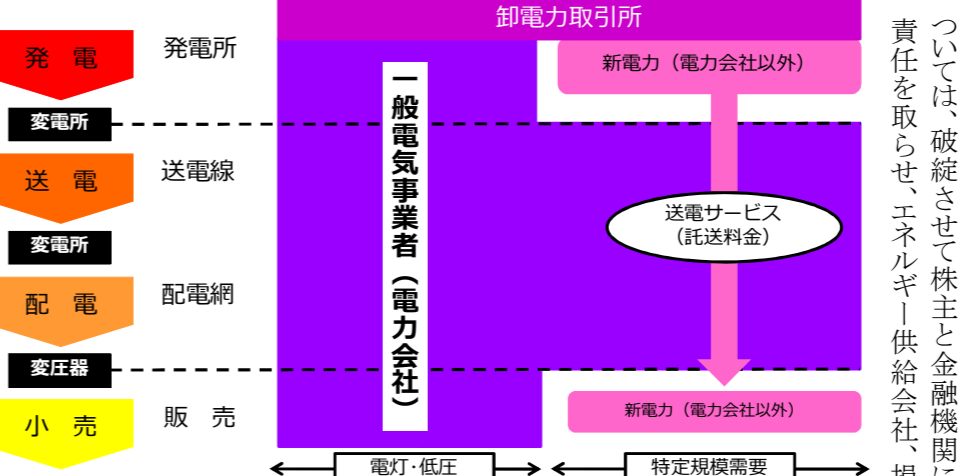 卸電力取引所
発電
発電所
新電力（電力会社以外）
変電所
一般電気事業者（電力会社）
送電
送電線
送電サービス
（託送料金）
変電所
配電
配電網
変圧器
小売
販売
新電力（電力会社以外）
電灯・低圧
特定規模需要
ついては、破綻させて株主と金融機関に
責任を取らせ、エネルギー供給会社、